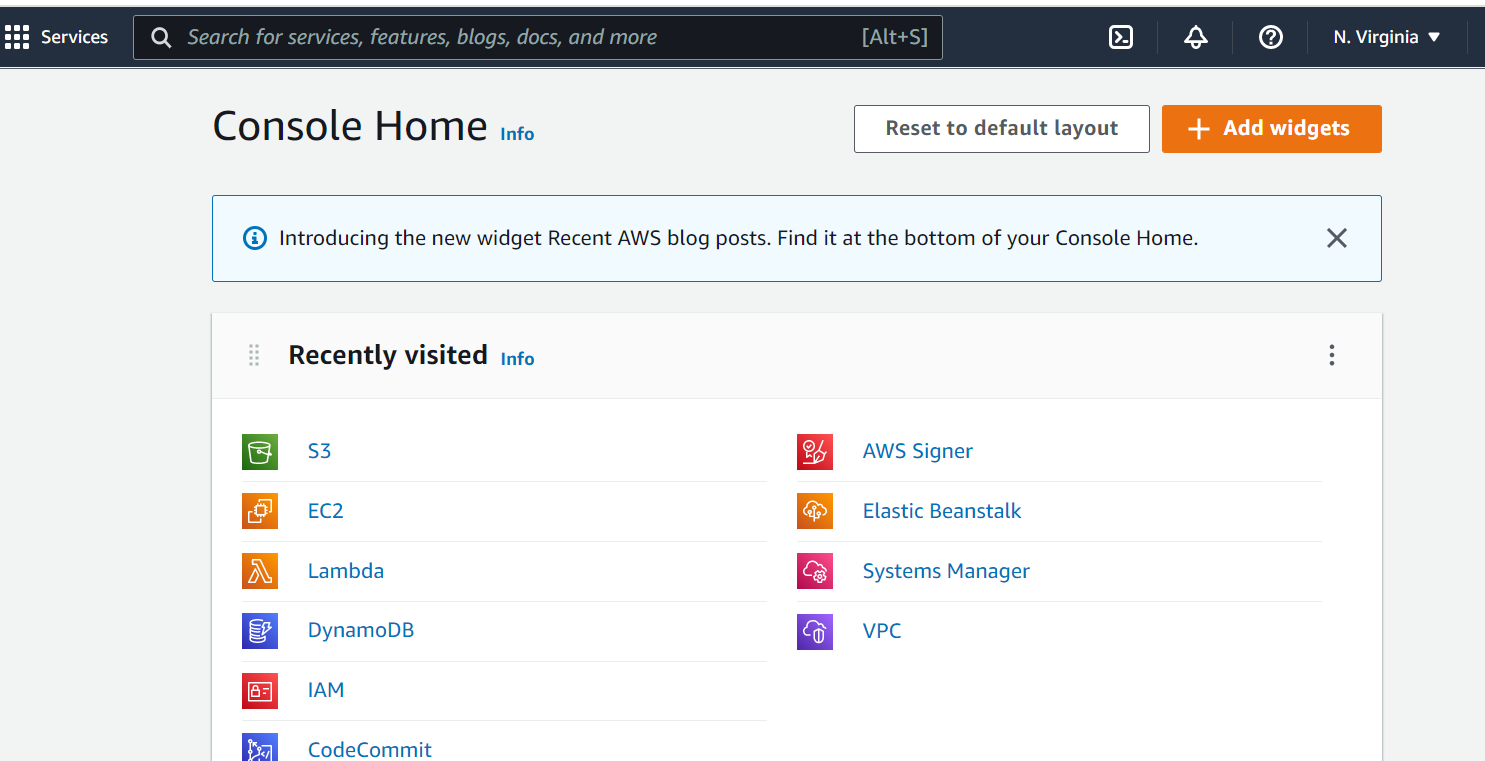 Services
Search for services, features, blogs, docs, and more [Alt+S]
N. Virginia
Console Home Info
Reset to default layout
Add widgets
Introducing the new widget Recent AWS blog posts. Find it at the bottom of your Console Home.
Recently visited Info
S3
EC2
Lambda
DynamoDB
IAM
CodeCommit
AWS Signer
Elastic Beanstalk
Systems Manager
VPC